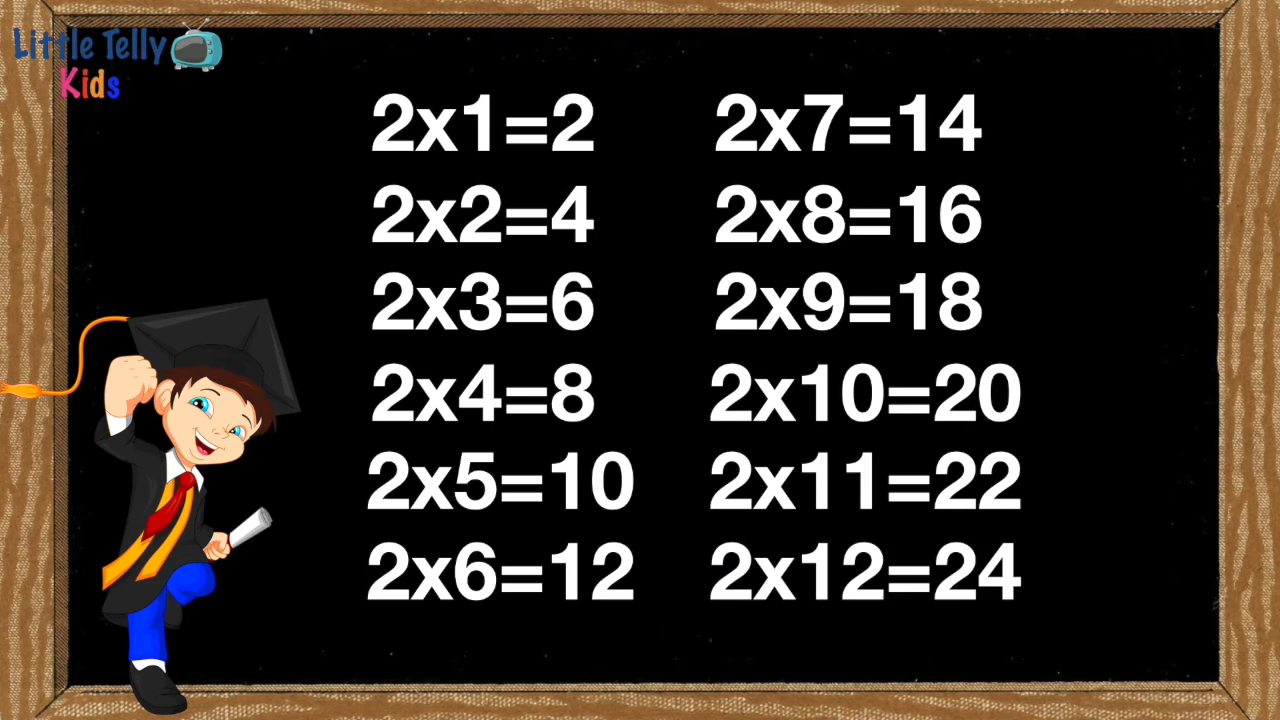 Little Telly
Kids
2x1=2
2x2=4
2x3=6
2x4=8
2x5=10
2x6=12
2x7=14
2x8=16
2x9=18
2x10=20
2x11=22
2x12=24